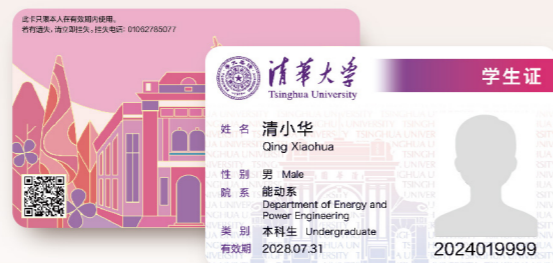 此卡只限本人在有效期内使用。
若有遗失，请立即挂失，挂失电话：01062785077
清华大学
Tsinghua University
学生证
姓名 清小华
Qing Xiaohua
性别 男 Male
院系 能动系
Department of Energy and
Power Engineering
类别 本科生 Undergraduate
有效期 2028.07.31
2024019999